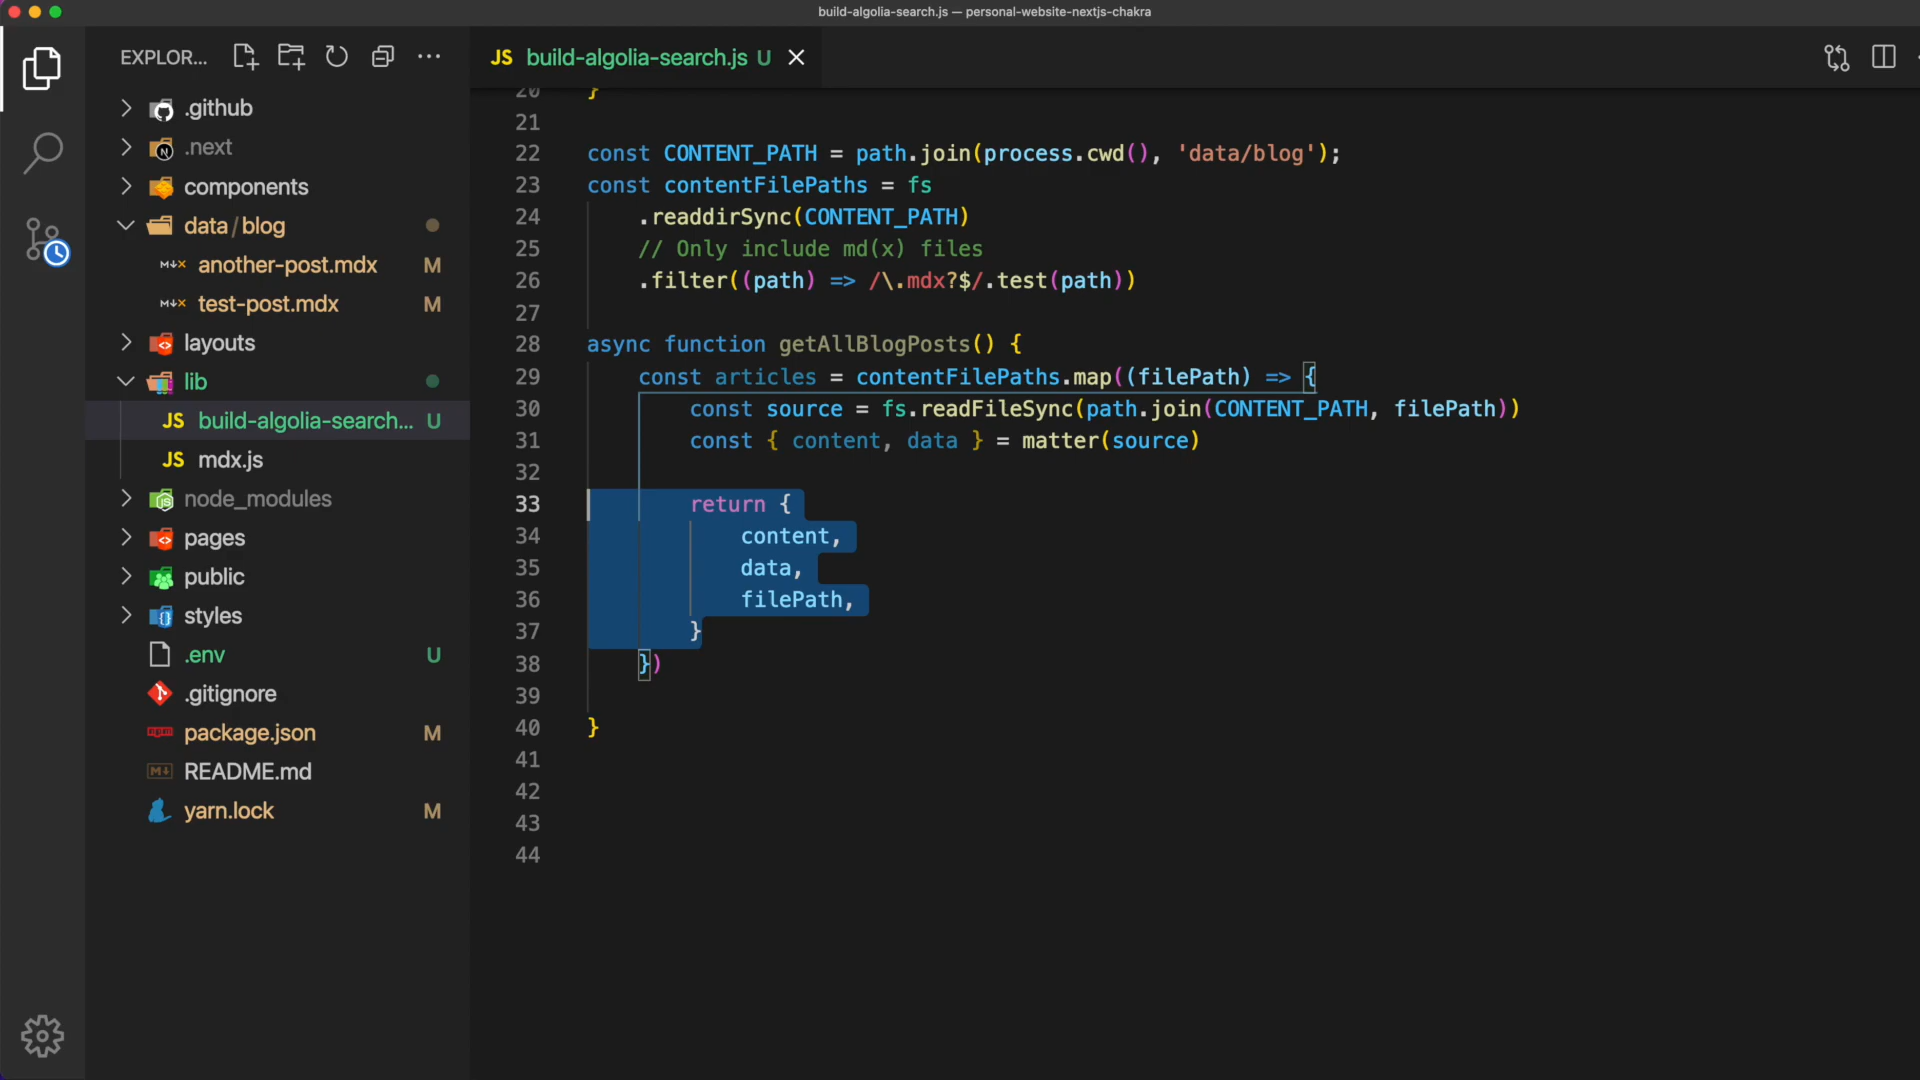 build-algolia-search.js — personal-website-nextjs-chakra
EXPLOR...
.github
.next
components
data/blog
another-post.mdx M
test-post.mdx M
layouts
lib
JS build-algolia-search... U
JS mdx.js
node_modules
pages
public
styles
.env U
.gitignore
package.json M
README.md
yarn.lock M
JS build-algolia-search.js U
20 }
21
22 const CONTENT_PATH = path.join(process.cwd(), 'data/blog');
23 const contentFilePaths = fs
24 .readdirSync(CONTENT_PATH)
25 // Only include md(x) files
26 .filter((path) => /\.mdx?$/.test(path))
27
28 async function getAllBlogPosts() {
29 const articles = contentFilePaths.map((filePath) => {
30 const source = fs.readFileSync(path.join(CONTENT_PATH, filePath))
31 const { content, data } = matter(source)
32
33 return {
34 content,
35 data,
36 filePath,
37 }
38 })
39
40 }
41
42
43
44